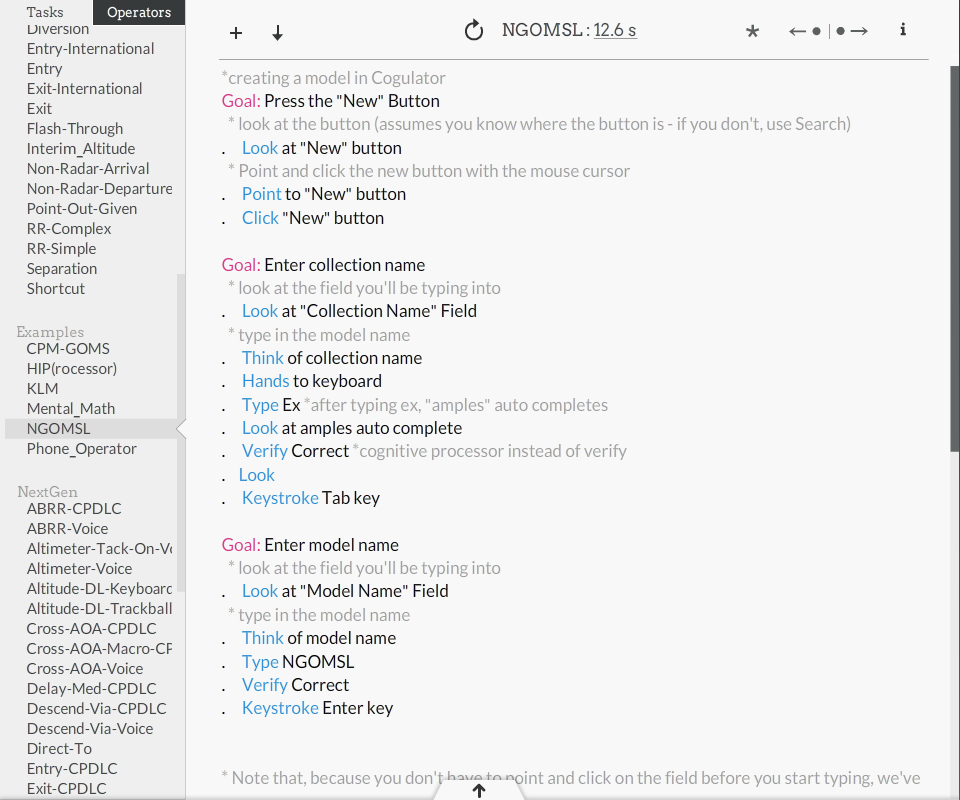 Tasks
Operators
Diversion
Entry-International
Entry
Exit-International
Exit
Flash-Through
Interim_Altitude
Non-Radar-Arrival
Non-Radar-Departure
Point-Out-Given
RR-Complex
RR-Simple
Separation
Shortcut
Examples
CPM-GOMS
HIP(rocessor)
KLM
Mental_Math
NGOMSL
Phone_Operator
NextGen
ABRR-CPDLC
ABRR-Voice
Altimeter-Tack-On-Vo
Altimeter-Voice
Altitude-DL-Keyboard
Altitude-DL-Trackball
Cross-AOA-CPDLC
Cross-AOA-Macro-CP
Cross-AOA-Voice
Delay-Med-CPDLC
Descend-Via-CPDLC
Descend-Via-Voice
Direct-To
Entry-CPDLC
Exit-CPDLC
NGOMSL : 12.6 s
*creating a model in Cogulator
Goal: Press the "New" Button
* look at the button (assumes you know where the button is - if you don't, use Search)
. Look at "New" button
* Point and click the new button with the mouse cursor
. Point to "New" button
. Click "New" button
Goal: Enter collection name
* look at the field you'll be typing into
. Look at "Collection Name" Field
* type in the model name
. Think of collection name
. Hands to keyboard
. Type Ex *after typing ex, "amples" auto completes
. Look at amples auto complete
. Verify Correct *cognitive processor instead of verify
. Look
. Keystroke Tab key
Goal: Enter model name
* look at the field you'll be typing into
. Look at "Model Name" Field
* type in the model name
. Think of model name
. Type NGOMSL
. Verify Correct
. Keystroke Enter key
* Note that, because you don't have to point and click on the field before you start typing, we've